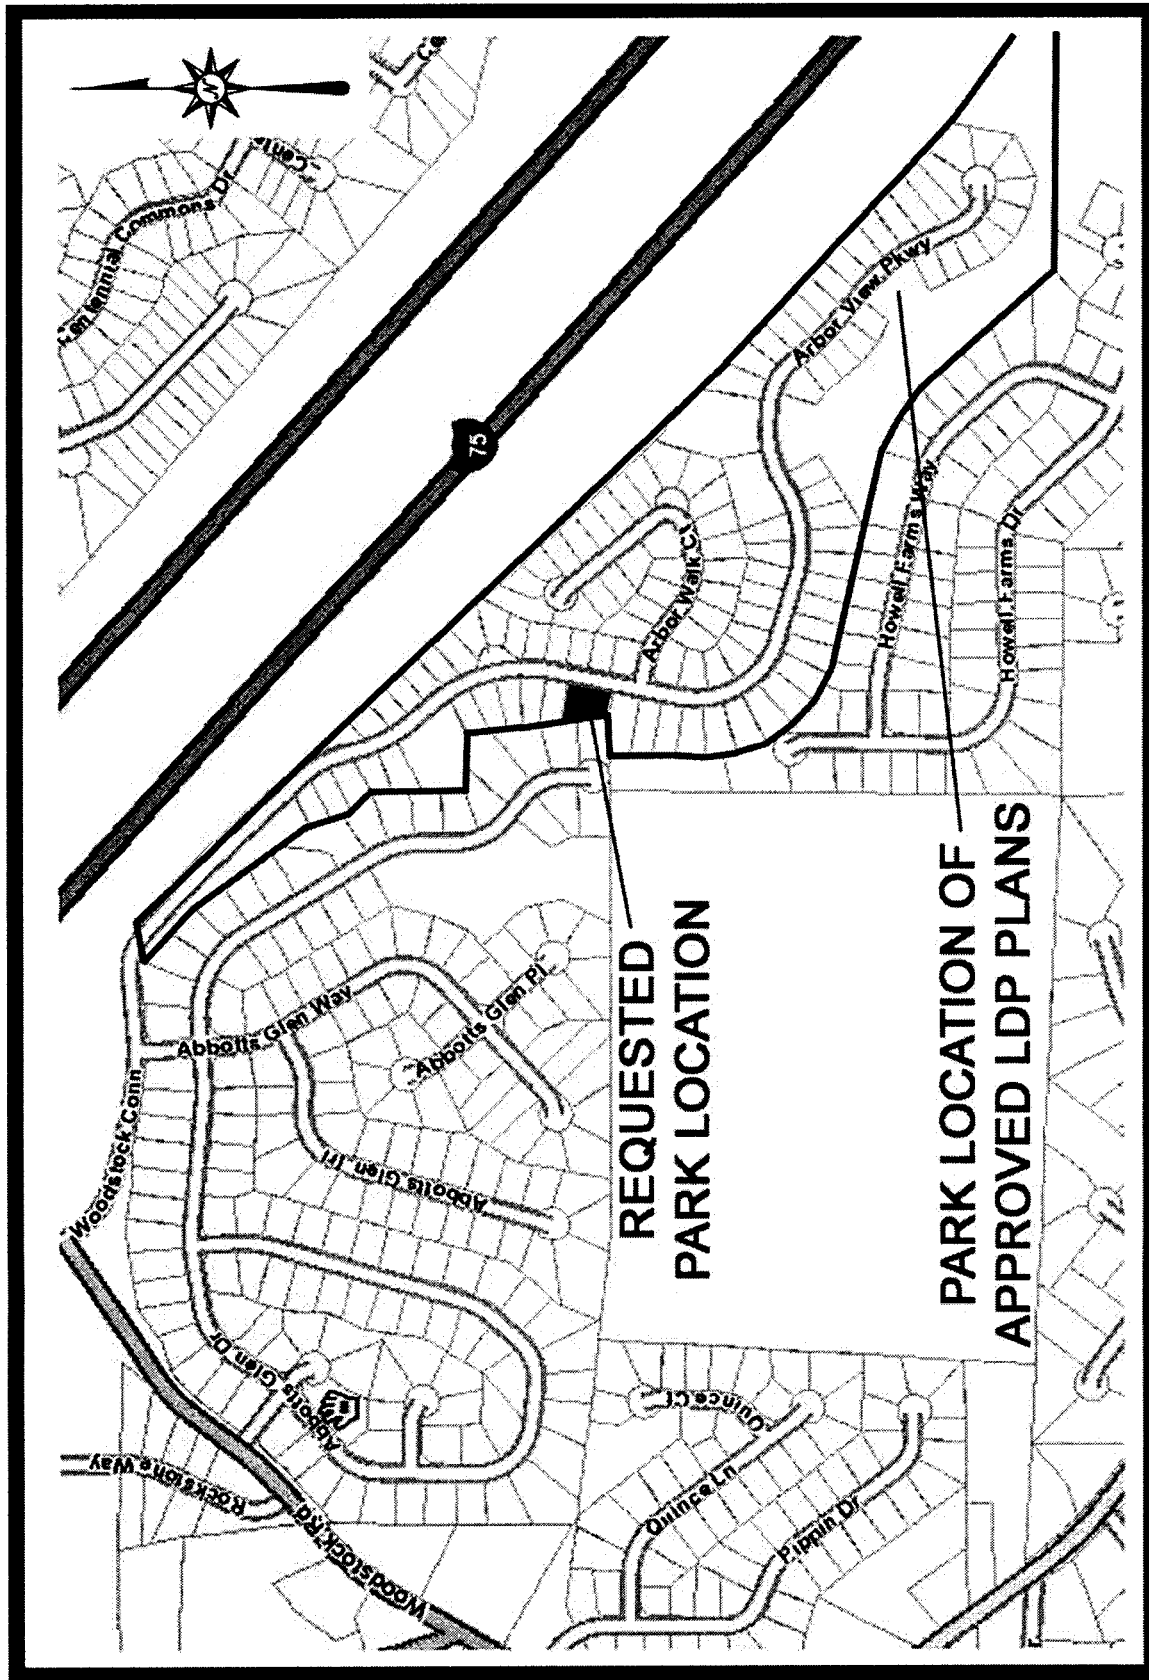 N
Centennial Commons Dr
75
Arbor View Pkwy
Arbor Walk Ct
Howell Farms Way
Howell Farms Dr
Woodstock Conn
Abbotts Glen Way
Abbotts Glen Pl
Abbotts Glen Trl
Abbotts Glen Dr
Rockstone Way
Woodstock Rd
Woodstock
Quince Ct
Quince Ln
Pippin Dr
REQUESTED
PARK LOCATION
PARK LOCATION OF
APPROVED LDP PLANS